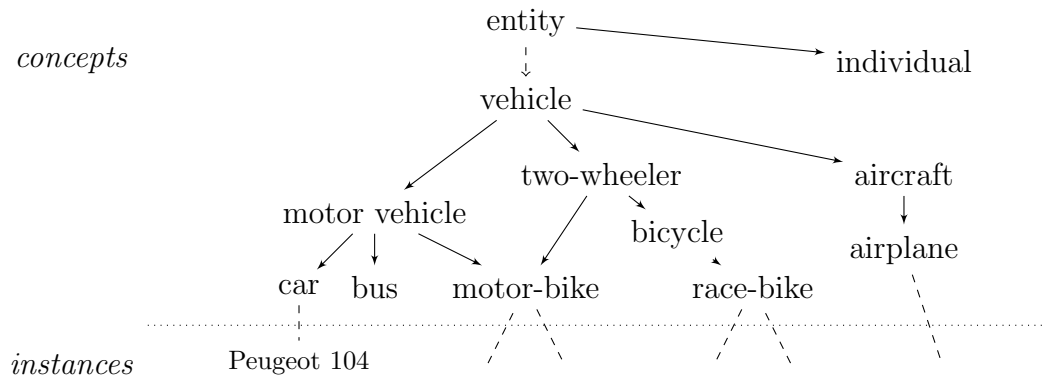 entity
concepts
individual
vehicle
two-wheeler
aircraft
motor vehicle
bicycle
airplane
car
bus
motor-bike
race-bike
instances
Peugeot 104